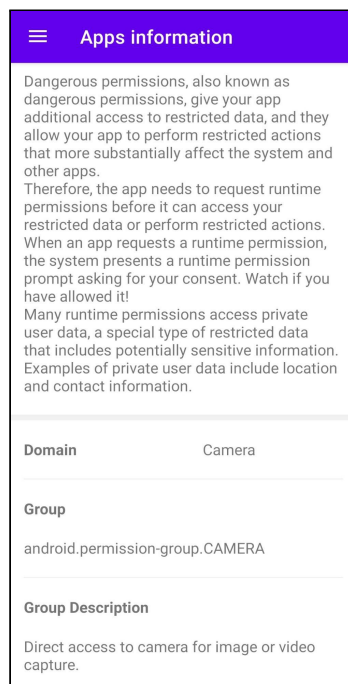 Apps information
Dangerous permissions, also known as
dangerous permissions, give your app
additional access to restricted data, and they
allow your app to perform restricted actions
that more substantially affect the system and
other apps.
Therefore, the app needs to request runtime
permissions before it can access your
restricted data or perform restricted actions.
When an app requests a runtime permission,
the system presents a runtime permission
prompt asking for your consent. Watch if you
have allowed it!
Many runtime permissions access private
user data, a special type of restricted data
that includes potentially sensitive information.
Examples of private user data include location
and contact information.
Domain Camera
Group
android.permission-group.CAMERA
Group Description
Direct access to camera for image or video
capture.